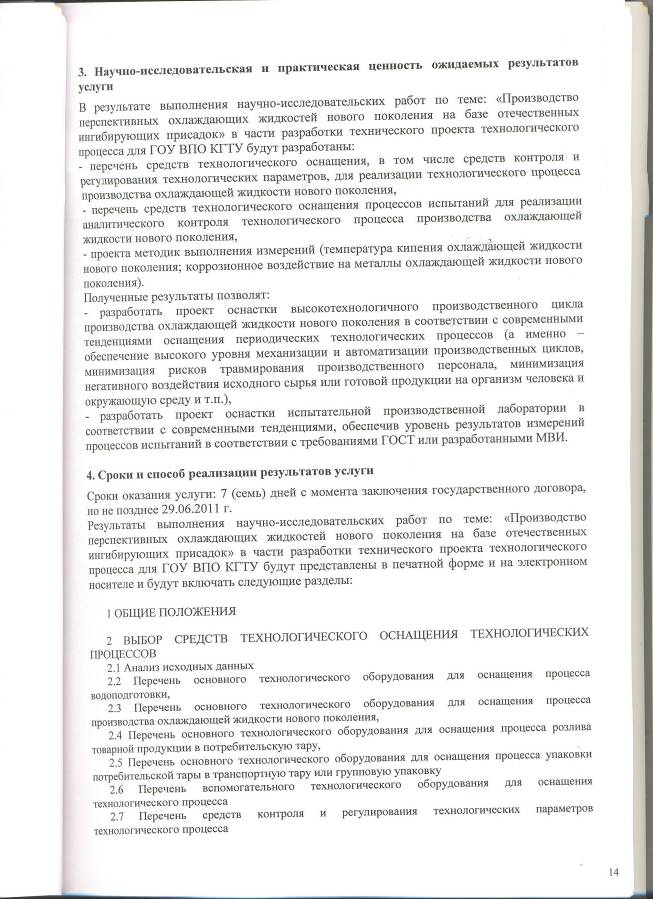 3. Научно-исследовательская и практическая ценность ожидаемых результатов
услуги
В результате выполнения научно-исследовательских работ по теме: «Производство
перспективных охлаждающих жидкостей нового поколения на базе отечественных
ингибирующих присадок» в части разработки технического проекта технологического
процесса для ГОУ ВПО КГТУ будут разработаны:
- перечень средств технологического оснащения, в том числе средств контроля и
регулирования технологических параметров, для реализации технологического процесса
производства охлаждающей жидкости нового поколения,
- перечень средств технологического оснащения процессов испытаний для реализации
аналитического контроля технологического процесса производства охлаждающей
жидкости нового поколения,
- проекта методик выполнения измерений (температура кипения охлаждающей жидкости
нового поколения; коррозионное воздействие на металлы охлаждающей жидкости нового
поколения).
Полученные результаты позволят:
- разработать проект оснастки высокотехнологичного производственного цикла
производства охлаждающей жидкости нового поколения в соответствии с современными
тенденциями оснащения периодических технологических процессов (а именно –
обеспечение высокого уровня механизации и автоматизации производственных циклов,
минимизация рисков травмирования производственного персонала, минимизация
негативного воздействия исходного сырья или готовой продукции на организм человека и
окружающую среду и т.п.),
- разработать проект оснастки испытательной производственной лаборатории в
соответствии с современными тенденциями, обеспечив уровень результатов измерений
процессов испытаний в соответствии с требованиями ГОСТ или разработанными МВИ.
4. Сроки и способ реализации результатов услуги
Сроки оказания услуги: 7 (семь) дней с момента заключения государственного договора,
но не позднее 29.06.2011 г.
Результаты выполнения научно-исследовательских работ по теме: «Производство
перспективных охлаждающих жидкостей нового поколения на базе отечественных
ингибирующих присадок» в части разработки технического проекта технологического
процесса для ГОУ ВПО КГТУ будут представлены в печатной форме и на электронном
носителе и будут включать следующие разделы:
1 ОБЩИЕ ПОЛОЖЕНИЯ
2 ВЫБОР СРЕДСТВ ТЕХНОЛОГИЧЕСКОГО ОСНАЩЕНИЯ ТЕХНОЛОГИЧЕСКИХ
ПРОЦЕССОВ
2.1 Анализ исходных данных
2.2 Перечень основного технологического оборудования для оснащения процесса
водоподготовки,
2.3 Перечень основного технологического оборудования для оснащения процесса
производства охлаждающей жидкости нового поколения,
2.4 Перечень основного технологического оборудования для оснащения процесса розлива
товарной продукции в потребительскую тару,
2.5 Перечень основного технологического оборудования для оснащения процесса упаковки
потребительской тары в транспортную тару или групповую упаковку
2.6 Перечень вспомогательного технологического оборудования для оснащения
технологического процесса
2.7 Перечень средств контроля и регулирования технологических параметров
технологического процесса
14